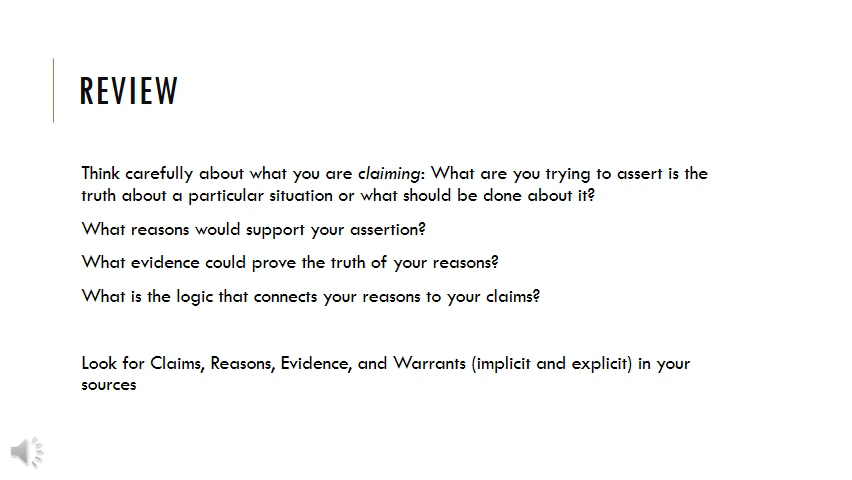 REVIEW
Think carefully about what you are claiming: What are you trying to assert is the
truth about a particular situation or what should be done about it?
What reasons would support your assertion?
What evidence could prove the truth of your reasons?
What is the logic that connects your reasons to your claims?
Look for Claims, Reasons, Evidence, and Warrants (implicit and explicit) in your
sources